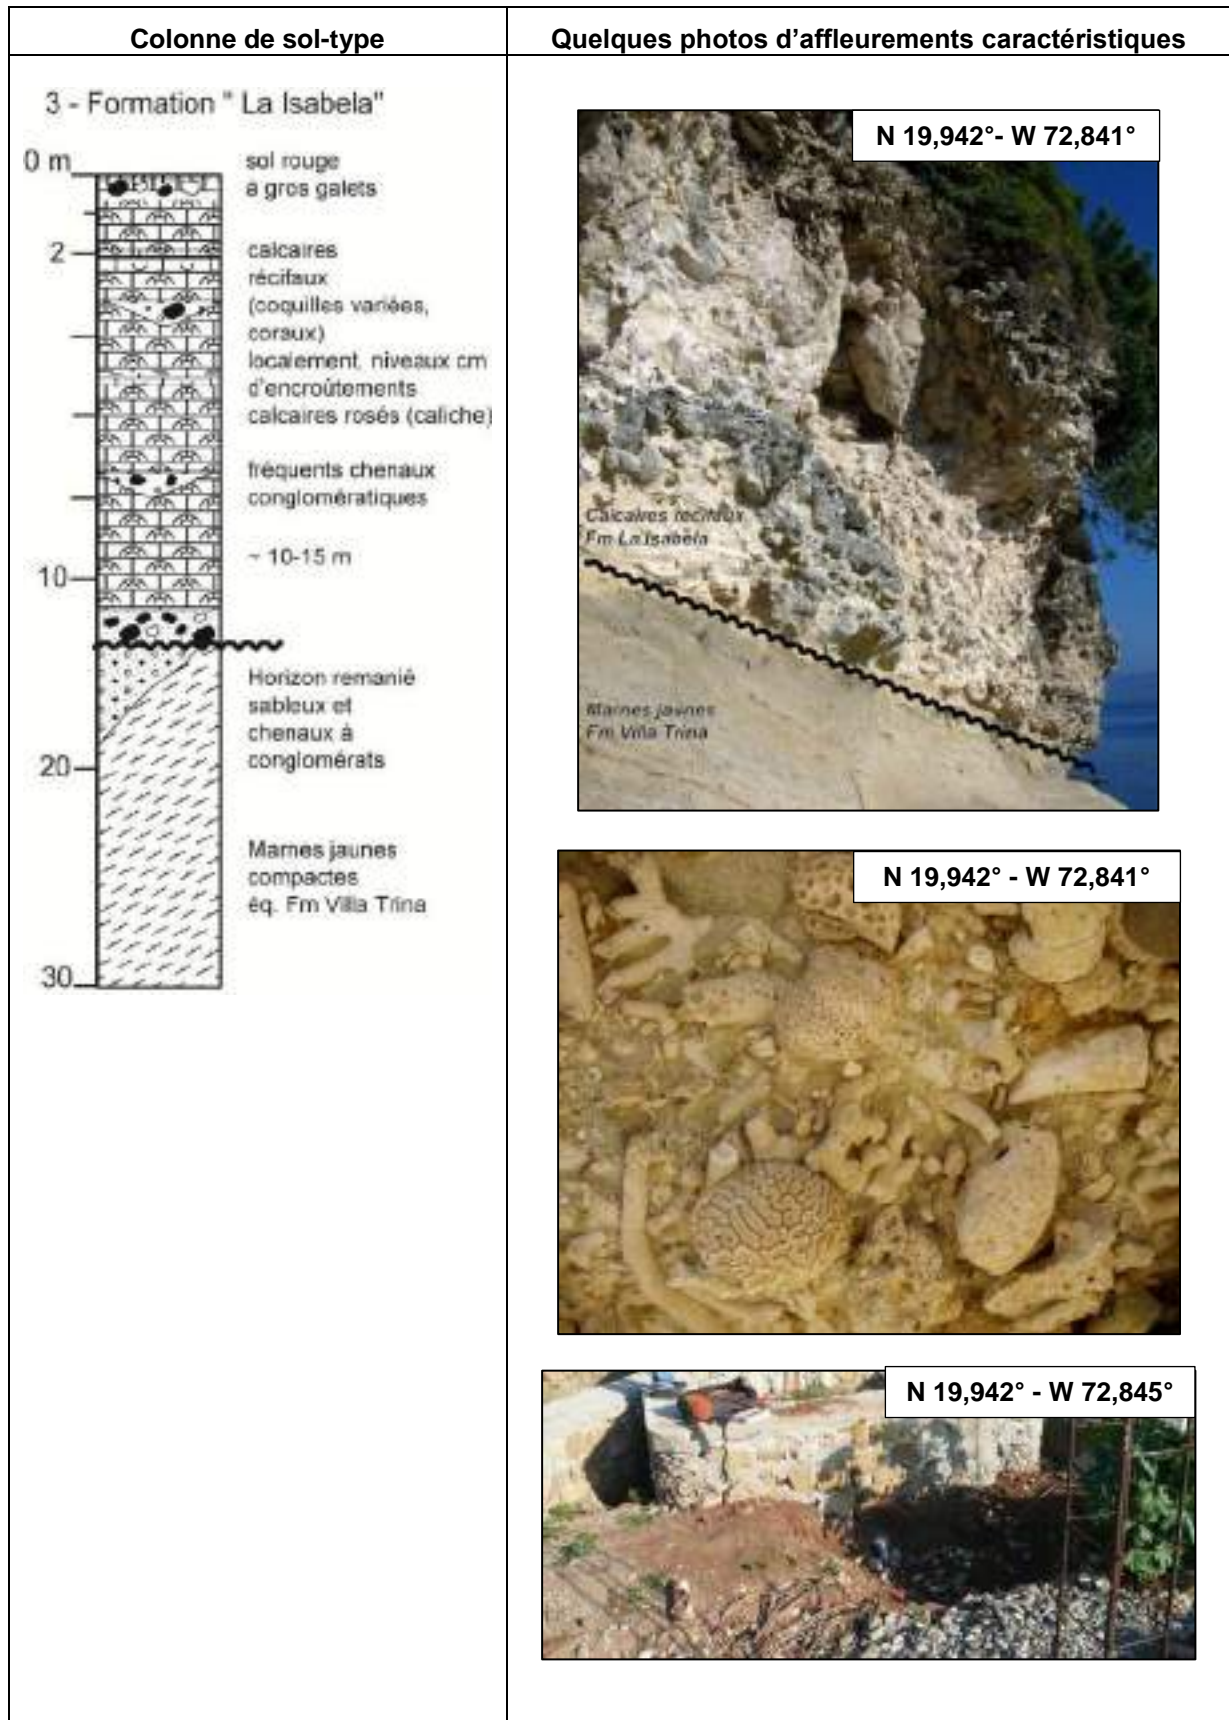 Colonne de sol-type
Quelques photos d'affleurements caractéristiques
3 - Formation " La Isabela"
0 m
sol rouge
a gros galets
2
calcaires
récifaux
(coquilles variées,
coraux)
localement, niveaux cm
d'encroûtements
calcaires rosés (caliche)
fréquents chenaux
conglomératiques
~ 10-15 m
10
Horizon remanié
sableux et
chenaux à
conglomérats
20
Marnes jaunes
compactes
éq. Fm Villa Trina
30
N 19,942°- W 72,841°
Calcaires récifaux
Fm La Isabela
Marnes jaunes
Fm Villa Trina
N 19,942° - W 72,841°
N 19,942° - W 72,845°